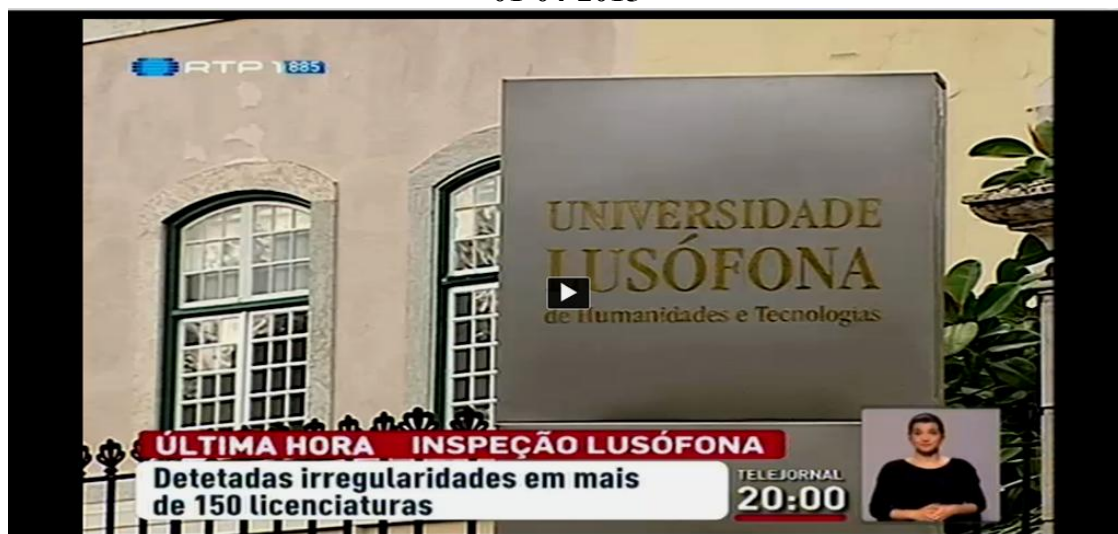 RTP 1 885
UNIVERSIDADE
LUSÓFONA
de Humanidades e Tecnologias
ÚLTIMA HORA INSPEÇÃO LUSÓFONA
Detetadas irregularidades em mais
de 150 licenciaturas
TELEJORNAL
20:00